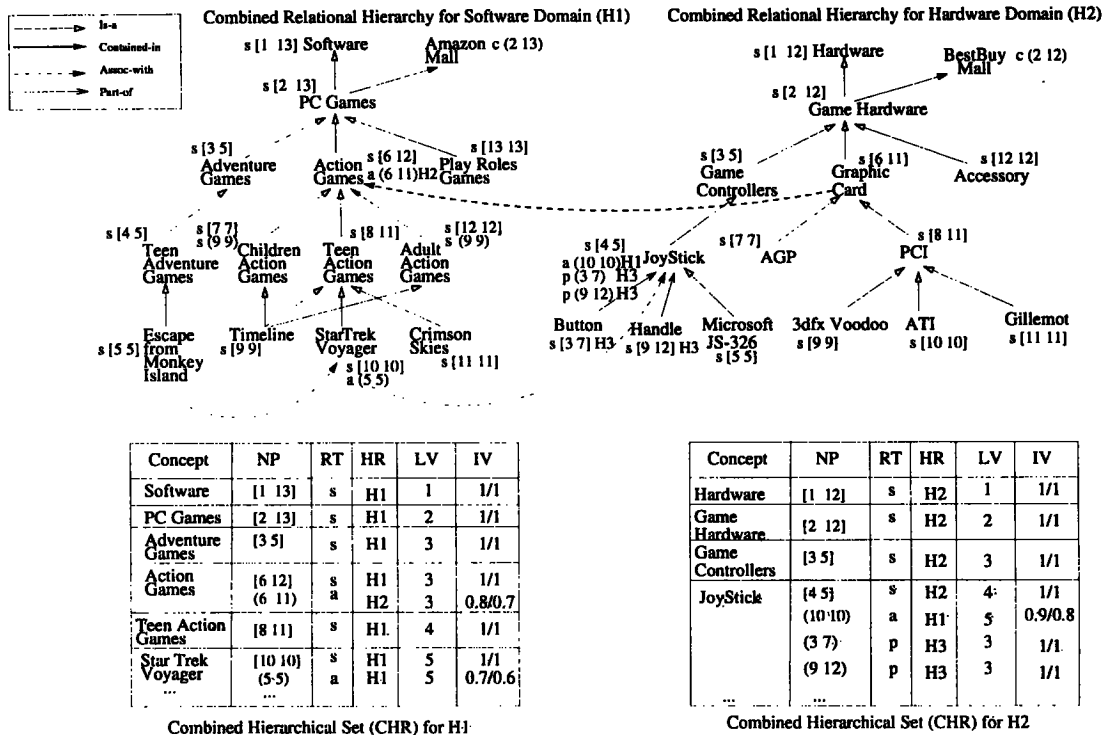 Combined Relational Hierarchy for Software Domain (H1)
Combined Relational Hierarchy for Hardware Domain (H2)
Is-a
Contained-in
Assoc-with
Part-of
s [1 13] Software
Amazon c (2 13)
Mall
s [2 13]
PC Games
s [3 5]
Adventure
Games
Action
Games
s [6 12]
a (6 11)H2
s [13 13]
Play Roles
Games
s [4 5]
Teen
Adventure
Games
s [7 7]
s (9 9)
Children
Action
Games
s [8 11]
Teen
Action
Games
s [12 12]
s (9 9)
Adult
Action
Games
s [5 5]
Escape
from
Monkey
Island
Timeline
s [9 9]
StarTrek
Voyager
s [10 10]
a (5 5)
Crimson
Skies
s [11 11]
s [1 12] Hardware
BestBuy c (2 12)
Mall
s [2 12]
Game Hardware
s [3 5]
Game
Controllers
s [6 11]
Graphic
Card
s [12 12]
Accessory
s [4 5]
a (10 10)H1
p (3 7) H3
p (9 12) H3
JoyStick
s [7 7]
AGP
s [8 11]
PCI
Button
s [3 7] H3
Handle
s [9 12] H3
Microsoft
JS-326
s [5 5]
3dfx Voodoo
s [9 9]
ATI
s [10 10]
Gillemot
s [11 11]
Concept NP RT HR LV IV
Software [1 13] s H1 1 1/1
PC Games [2 13] s H1 2 1/1
Adventure
Games [3 5] s H1 3 1/1
Action
Games [6 12] s H1 3 1/1
(6 11) a H2 3 0.8/0.7
Teen Action
Games [8 11] s H1 4 1/1
Star Trek
Voyager [10 10] s H1 5 1/1
(5 5) a H1 5 0.7/0.6
... ...
Combined Hierarchical Set (CHR) for H1
Concept NP RT HR LV IV
Hardware [1 12] s H2 1 1/1
Game
Hardware [2 12] s H2 2 1/1
Game
Controllers [3 5] s H2 3 1/1
JoyStick [4 5] s H2 4 1/1
(10 10) a H1 5 0.9/0.8
(3 7) p H3 3 1/1
(9 12) p H3 3 1/1
... ...
Combined Hierarchical Set (CHR) for H2